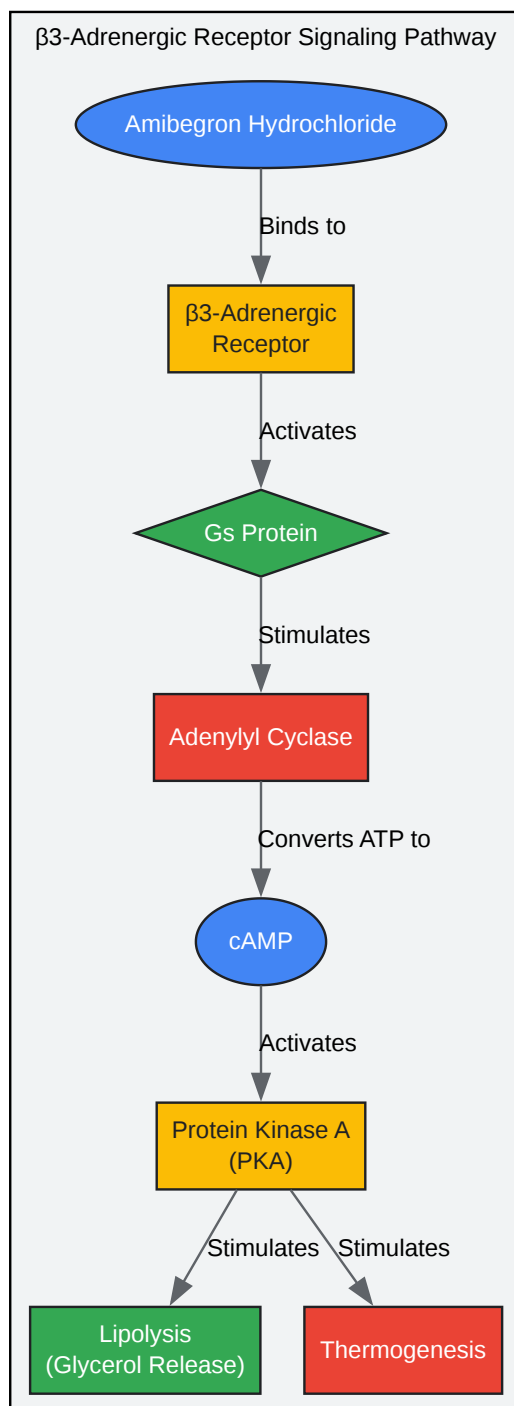 β3-Adrenergic Receptor Signaling Pathway
Amibegron Hydrochloride
Binds to
β3-Adrenergic
Receptor
Activates
Gs Protein
Stimulates
Adenylyl Cyclase
Converts ATP to
cAMP
Activates
Protein Kinase A
(PKA)
Stimulates
Stimulates
Lipolysis
(Glycerol Release)
Thermogenesis